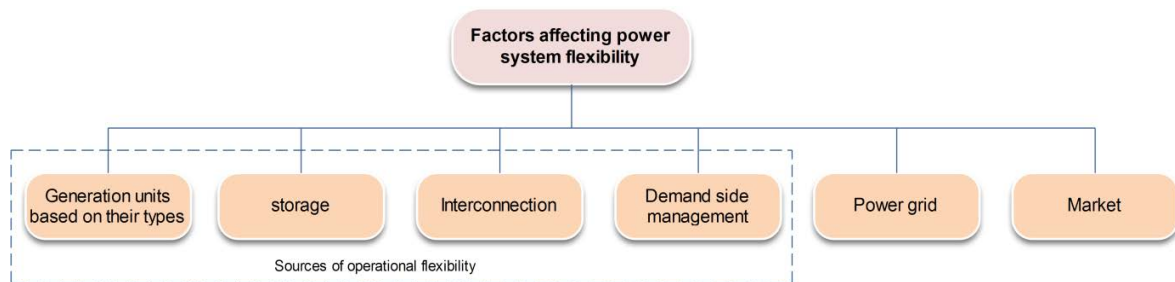 Factors affecting power
system flexibility
Generation units
based on their types
storage
Interconnection
Demand side
management
Power grid
Market
Sources of operational flexibility